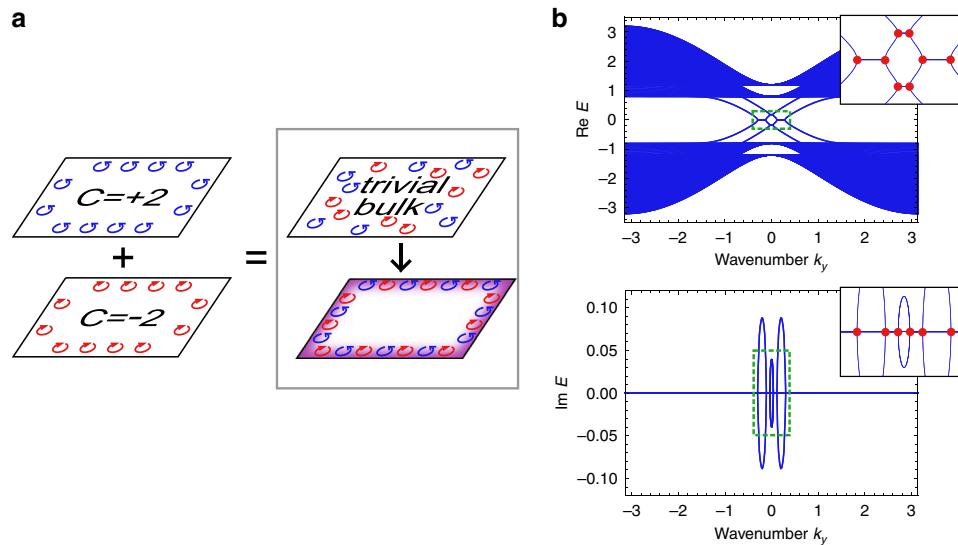 a
C=+2
+
C=-2
=
trivial
bulk
b
3
2
1
0
−1
−2
−3
Re E
−3 −2 −1 0 1 2 3
Wavenumber ky
0.10
0.05
0.00
−0.05
−0.10
Im E
−3 −2 −1 0 1 2 3
Wavenumber ky